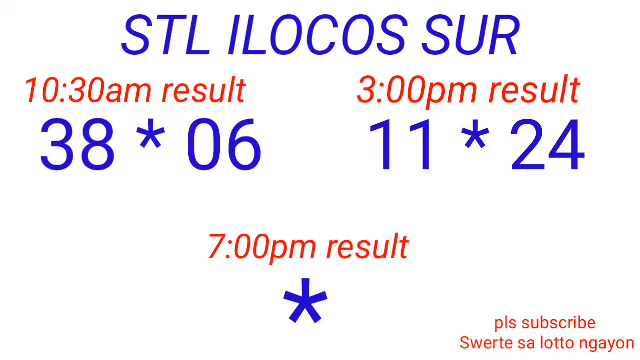 STL ILOCOS SUR
10:30am result
38 * 06
3:00pm result
11 * 24
7:00pm result
*
pls subscribe
Swerte sa lotto ngayon